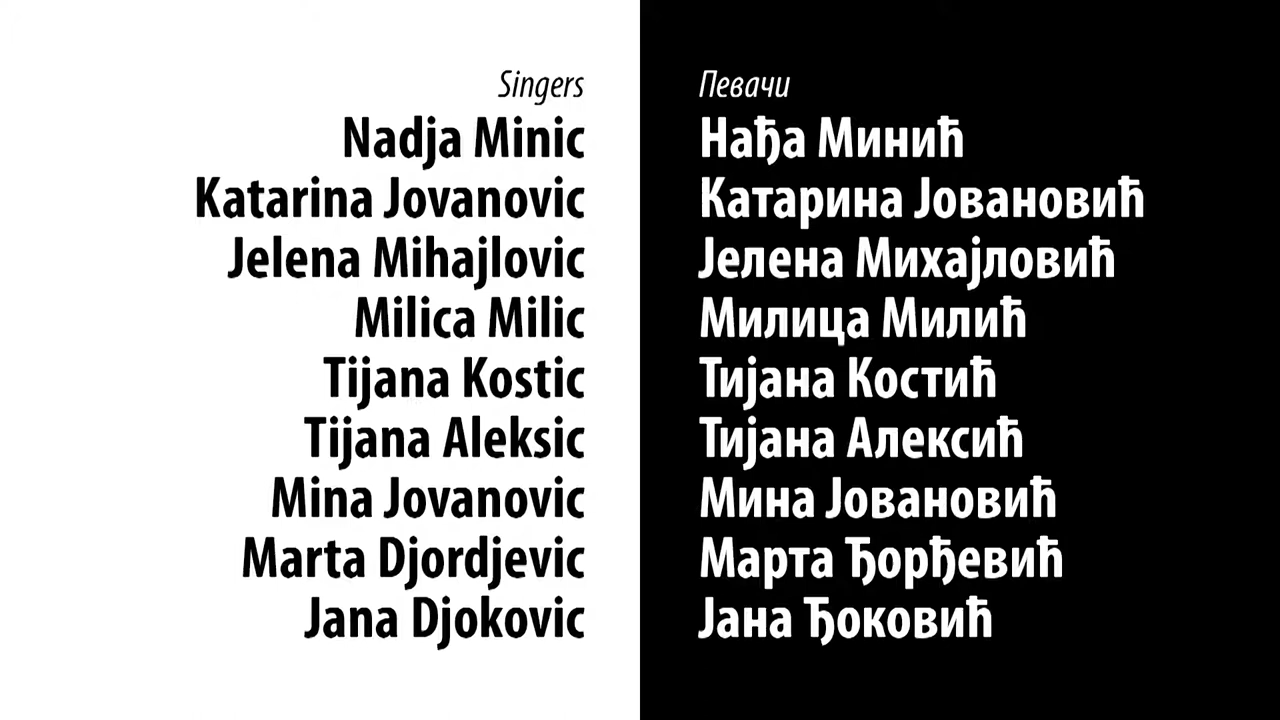 Singers
Nadja Minic
Katarina Jovanovic
Jelena Mihajlovic
Milica Milic
Tijana Kostic
Tijana Aleksic
Mina Jovanovic
Marta Djordjevic
Jana Djokovic
Певачи
Нађа Минић
Катарина Јовановић
Јелена Михајловић
Милица Милић
Тијана Костић
Тијана Алексић
Мина Јовановић
Марта Ђорђевић
Јана Ђоковић